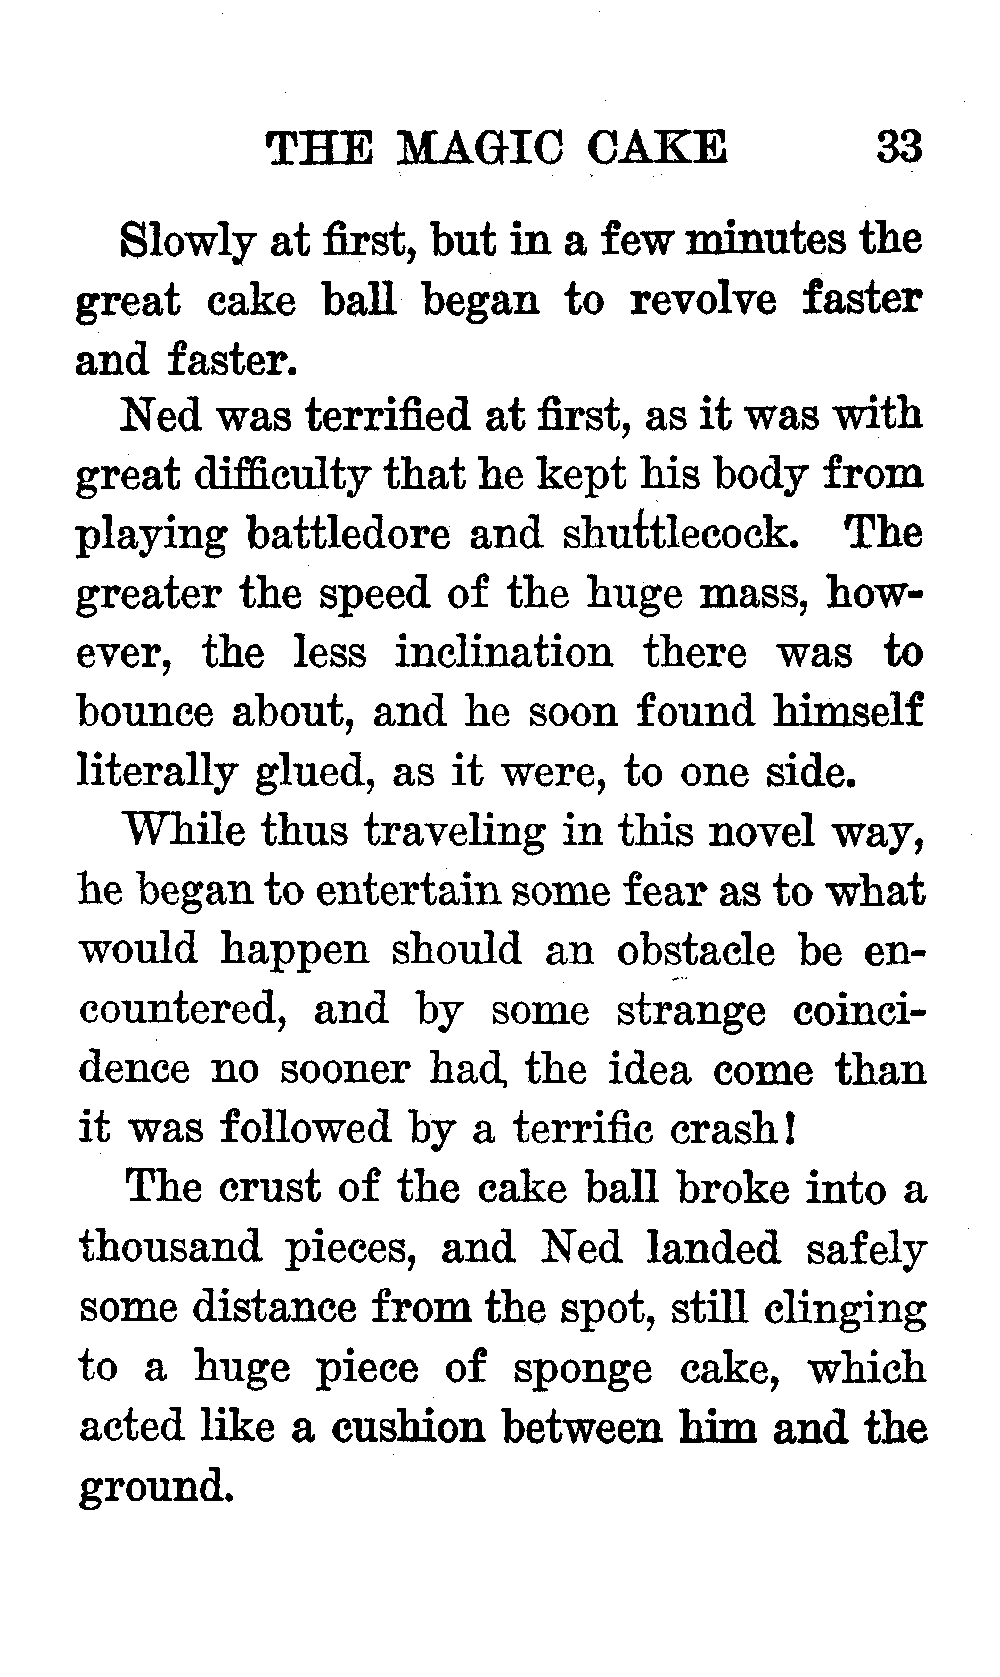 THE MAGIC CAKE 33
Slowly at first, but in a few minutes the
great cake ball began to revolve faster
and faster.
Ned was terrified at first, as it was with
great difficulty that he kept his body from
playing battledore and shuttlecock. The
greater the speed of the huge mass, how-
ever, the less inclination there was to
bounce about, and he soon found himself
literally glued, as it were, to one side.
While thus traveling in this novel way,
he began to entertain some fear as to what
would happen should an obstacle be en-
countered, and by some strange coinci-
dence no sooner had, the idea come than
it was followed by a terrific crash!
The crust of the cake ball broke into a
thousand pieces, and Ned landed safely
some distance from the spot, still clinging
to a huge piece of sponge cake, which
acted like a cushion between him and the
ground.